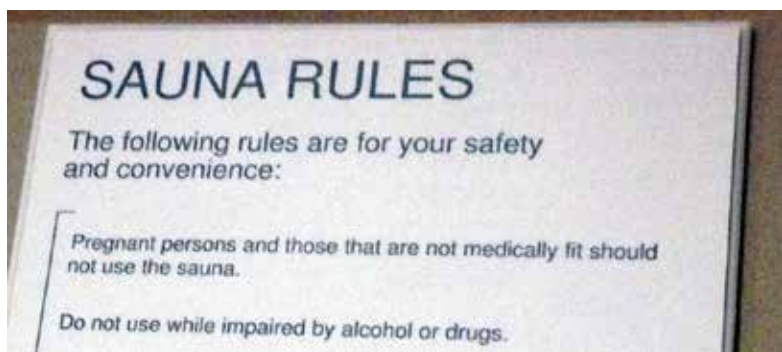 SAUNA RULES
The following rules are for your safety
and convenience:
Pregnant persons and those that are not medically fit should
not use the sauna.
Do not use while impaired by alcohol or drugs.